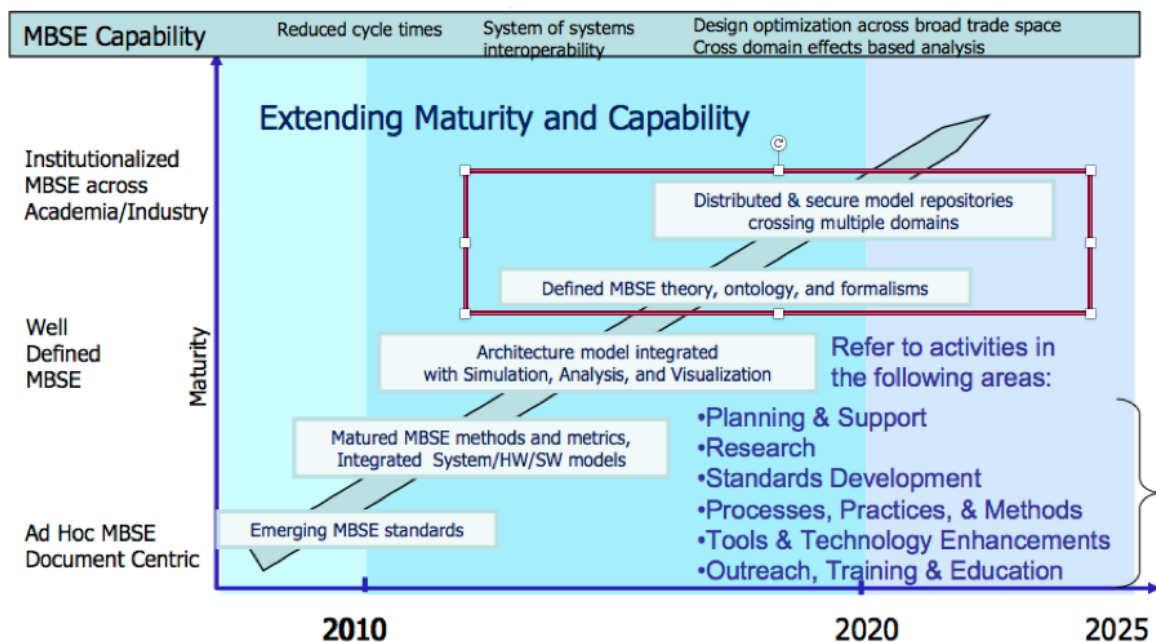 MBSE Capability
Reduced cycle times
System of systems
interoperability
Design optimization across broad trade space
Cross domain effects based analysis
Extending Maturity and Capability
Institutionalized
MBSE across
Academia/Industry
Distributed & secure model repositories
crossing multiple domains
Defined MBSE theory, ontology, and formalisms
Well
Defined
MBSE
Maturity
Architecture model integrated
with Simulation, Analysis, and Visualization
Refer to activities in
the following areas:
•Planning & Support
•Research
•Standards Development
•Processes, Practices, & Methods
•Tools & Technology Enhancements
•Outreach, Training & Education
Matured MBSE methods and metrics,
Integrated System/HW/SW models
Ad Hoc MBSE
Document Centric
Emerging MBSE standards
2010
2020
2025